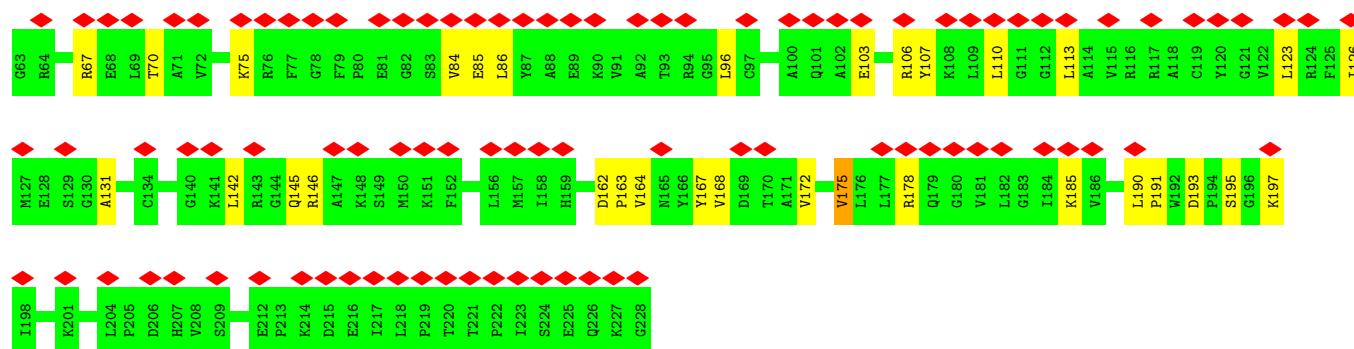 G63 R64 R67 E68 L69 T70 A71 V72 K75 R76 F77 G78 F79 P80 E81 G82 S83 V84 E85 L86 Y87 A88 E89 K90 V91 A92 T93 R94 G95 L96 C97 A100 Q101 A102 E103 R106 Y107 K108 L109 L110 G111 G112 L113 A114 V115 R116 R117 A118 C119 Y120 G121 V122 L123 R124 F125 I126
M127 E128 S129 G130 A131 C134 G140 K141 L142 R143 G144 Q145 R146 A147 K148 S149 M150 K151 F152 L156 M157 I158 H159 D162 P163 V164 N165 Y166 Y167 V168 D169 T170 A171 V172 V175 L176 L177 R178 Q179 G180 V181 L182 G183 I184 K185 V186 L190 P191 W192 D193 P194 S195 G196 K197
I198 K201 L204 P205 D206 H207 V208 S209 E212 P213 K214 D215 E216 I217 L218 P219 T220 T221 P222 I223 S224 E225 Q226 K227 G228